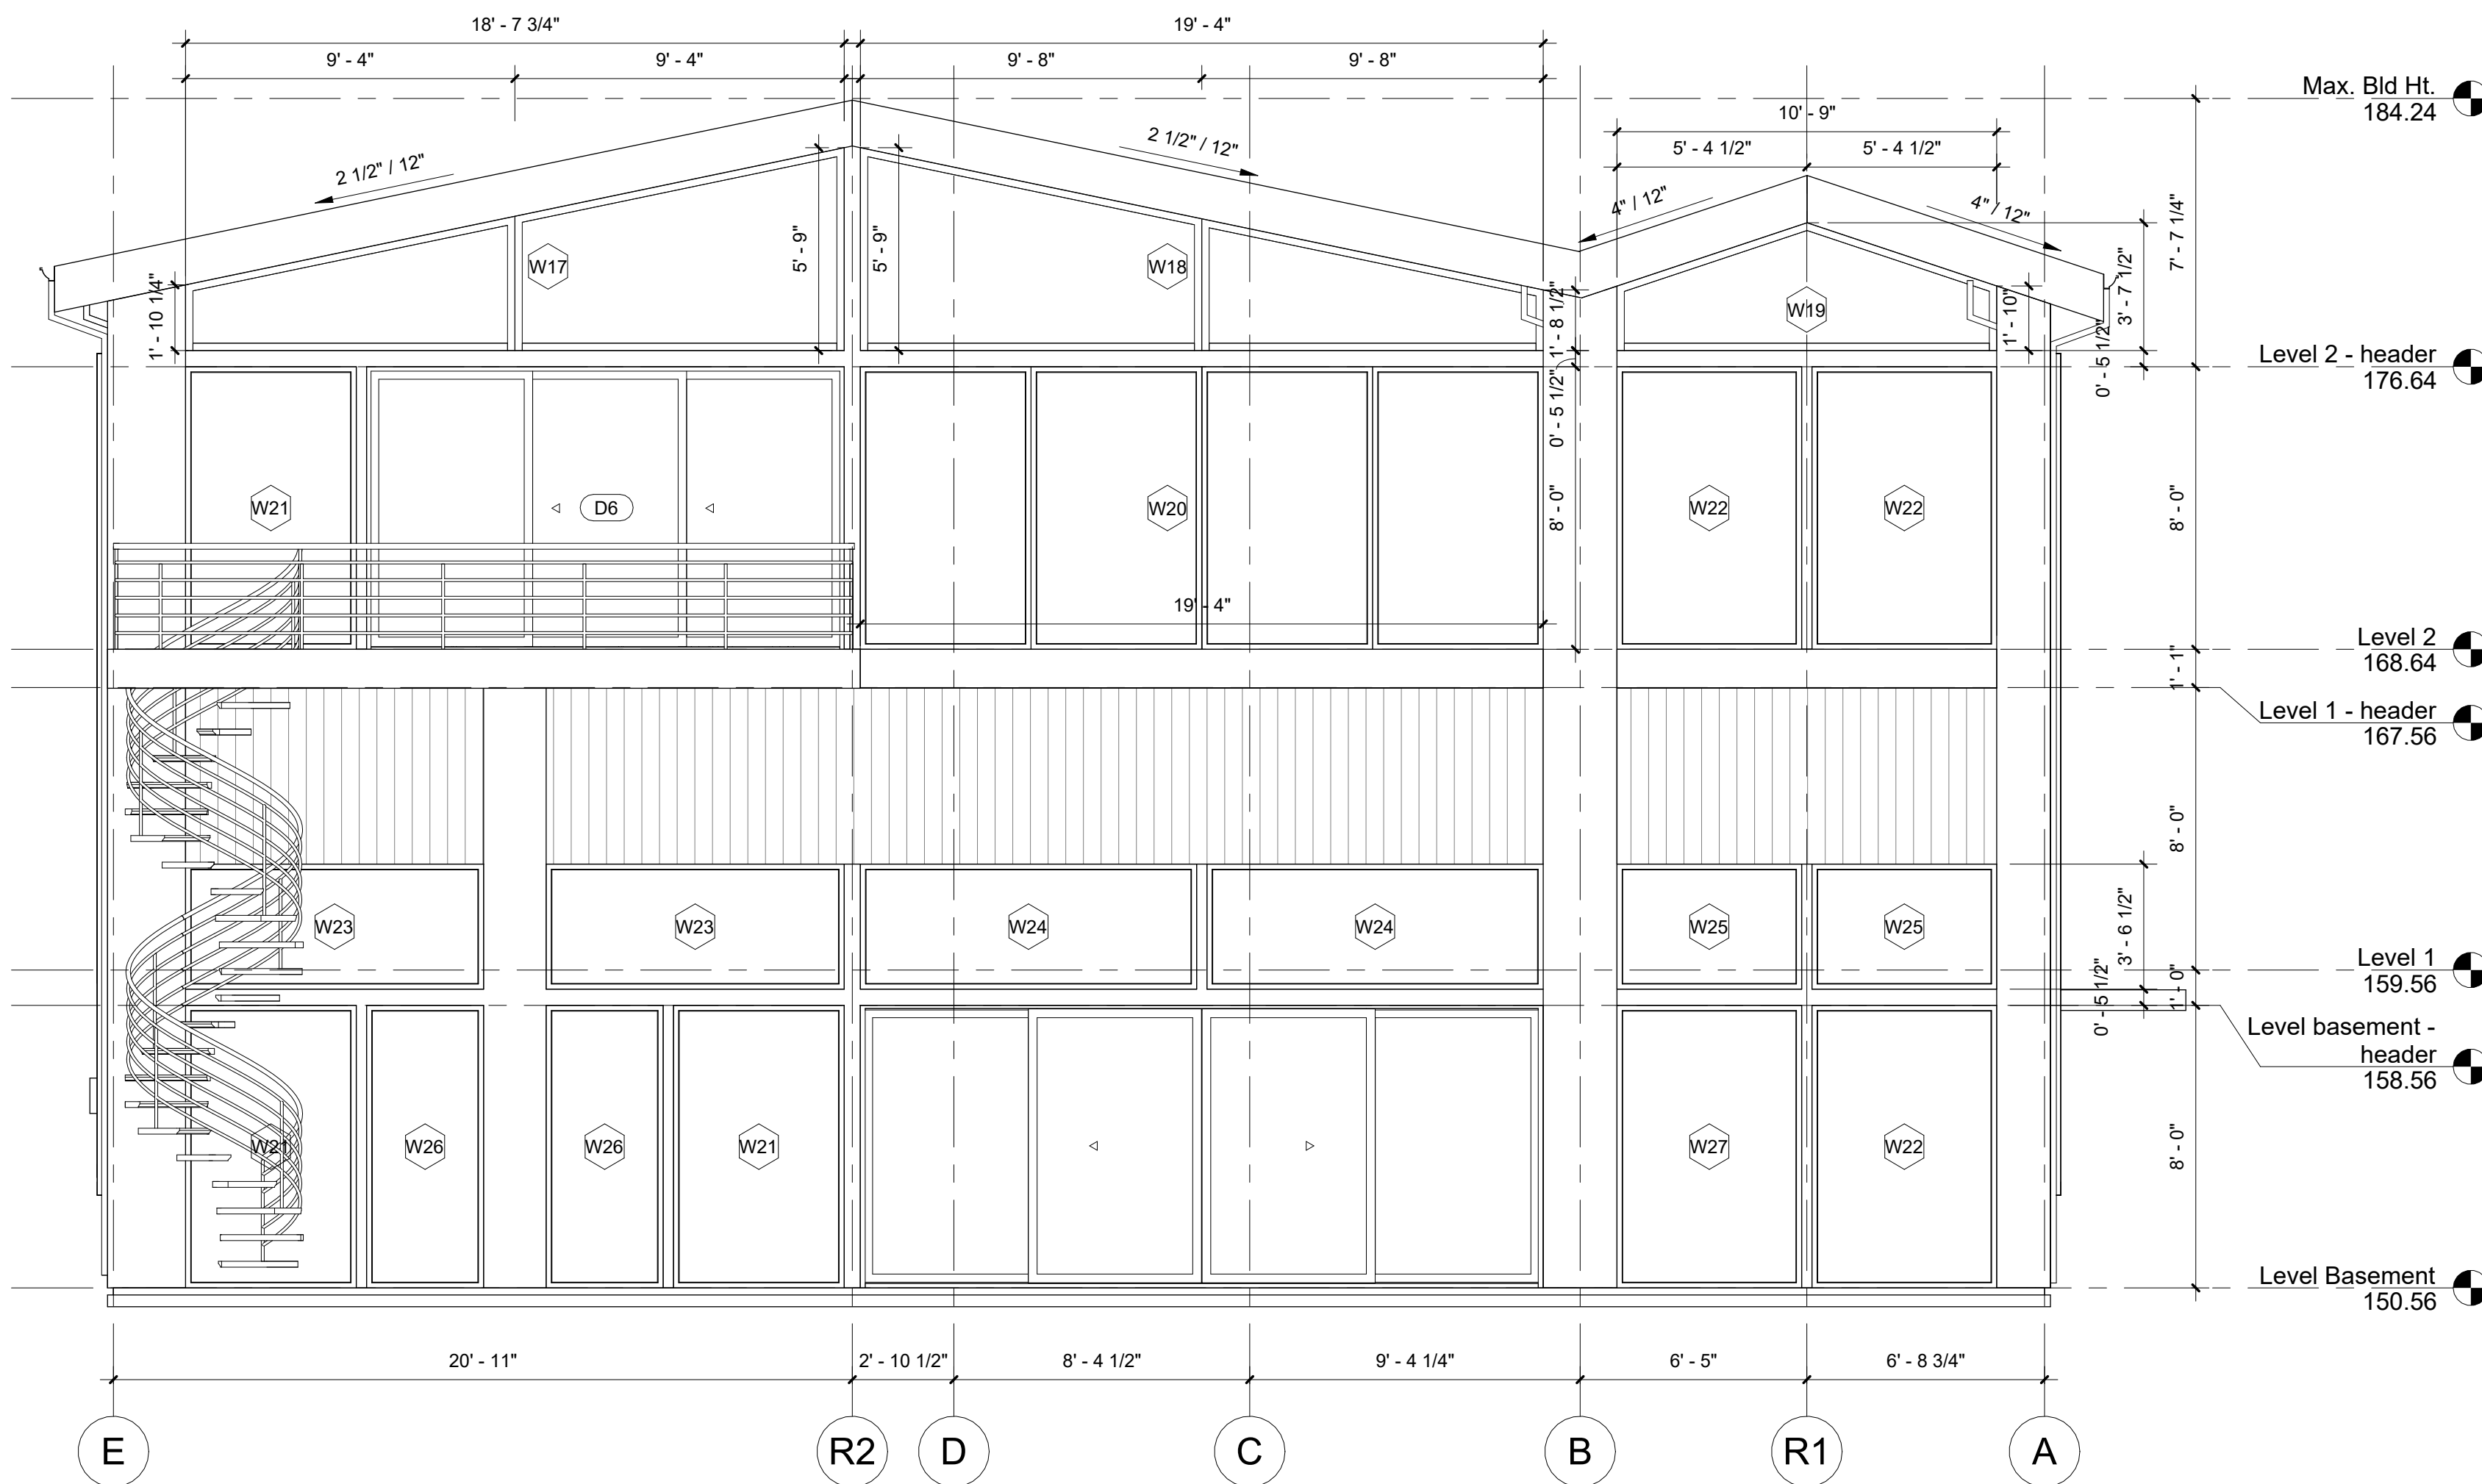 18' - 7 3/4"
19' - 4"
9' - 4"
9' - 4"
9' - 8"
9' - 8"
Max. Bld Ht.
184.24
10' - 9"
5' - 4 1/2"
5' - 4 1/2"
2 1/2" / 12"
2 1/2" / 12"
4" / 12"
4" / 12"
7' - 7 1/4"
W17
5' - 9"
5' - 9"
W18
W19
1' - 10 1/4"
1' - 8 1/2"
1' - 10"
3' - 7 1/2"
0' - 5 1/2"
Level 2 - header
176.64
0' - 5 1/2"
W21
D6
W20
8' - 0"
W22
W22
8' - 0"
19' - 4"
Level 2
168.64
1' - 1"
Level 1 - header
167.56
8' - 0"
W23
W23
W24
W24
W25
W25
3' - 6 1/2"
Level 1
159.56
0' - 5 1/2"
1' - 0"
Level basement -
header
158.56
W21
W26
W26
W21
W27
W22
8' - 0"
Level Basement
150.56
20' - 11"
2' - 10 1/2"
8' - 4 1/2"
9' - 4 1/4"
6' - 5"
6' - 8 3/4"
E
R2
D
C
B
R1
A